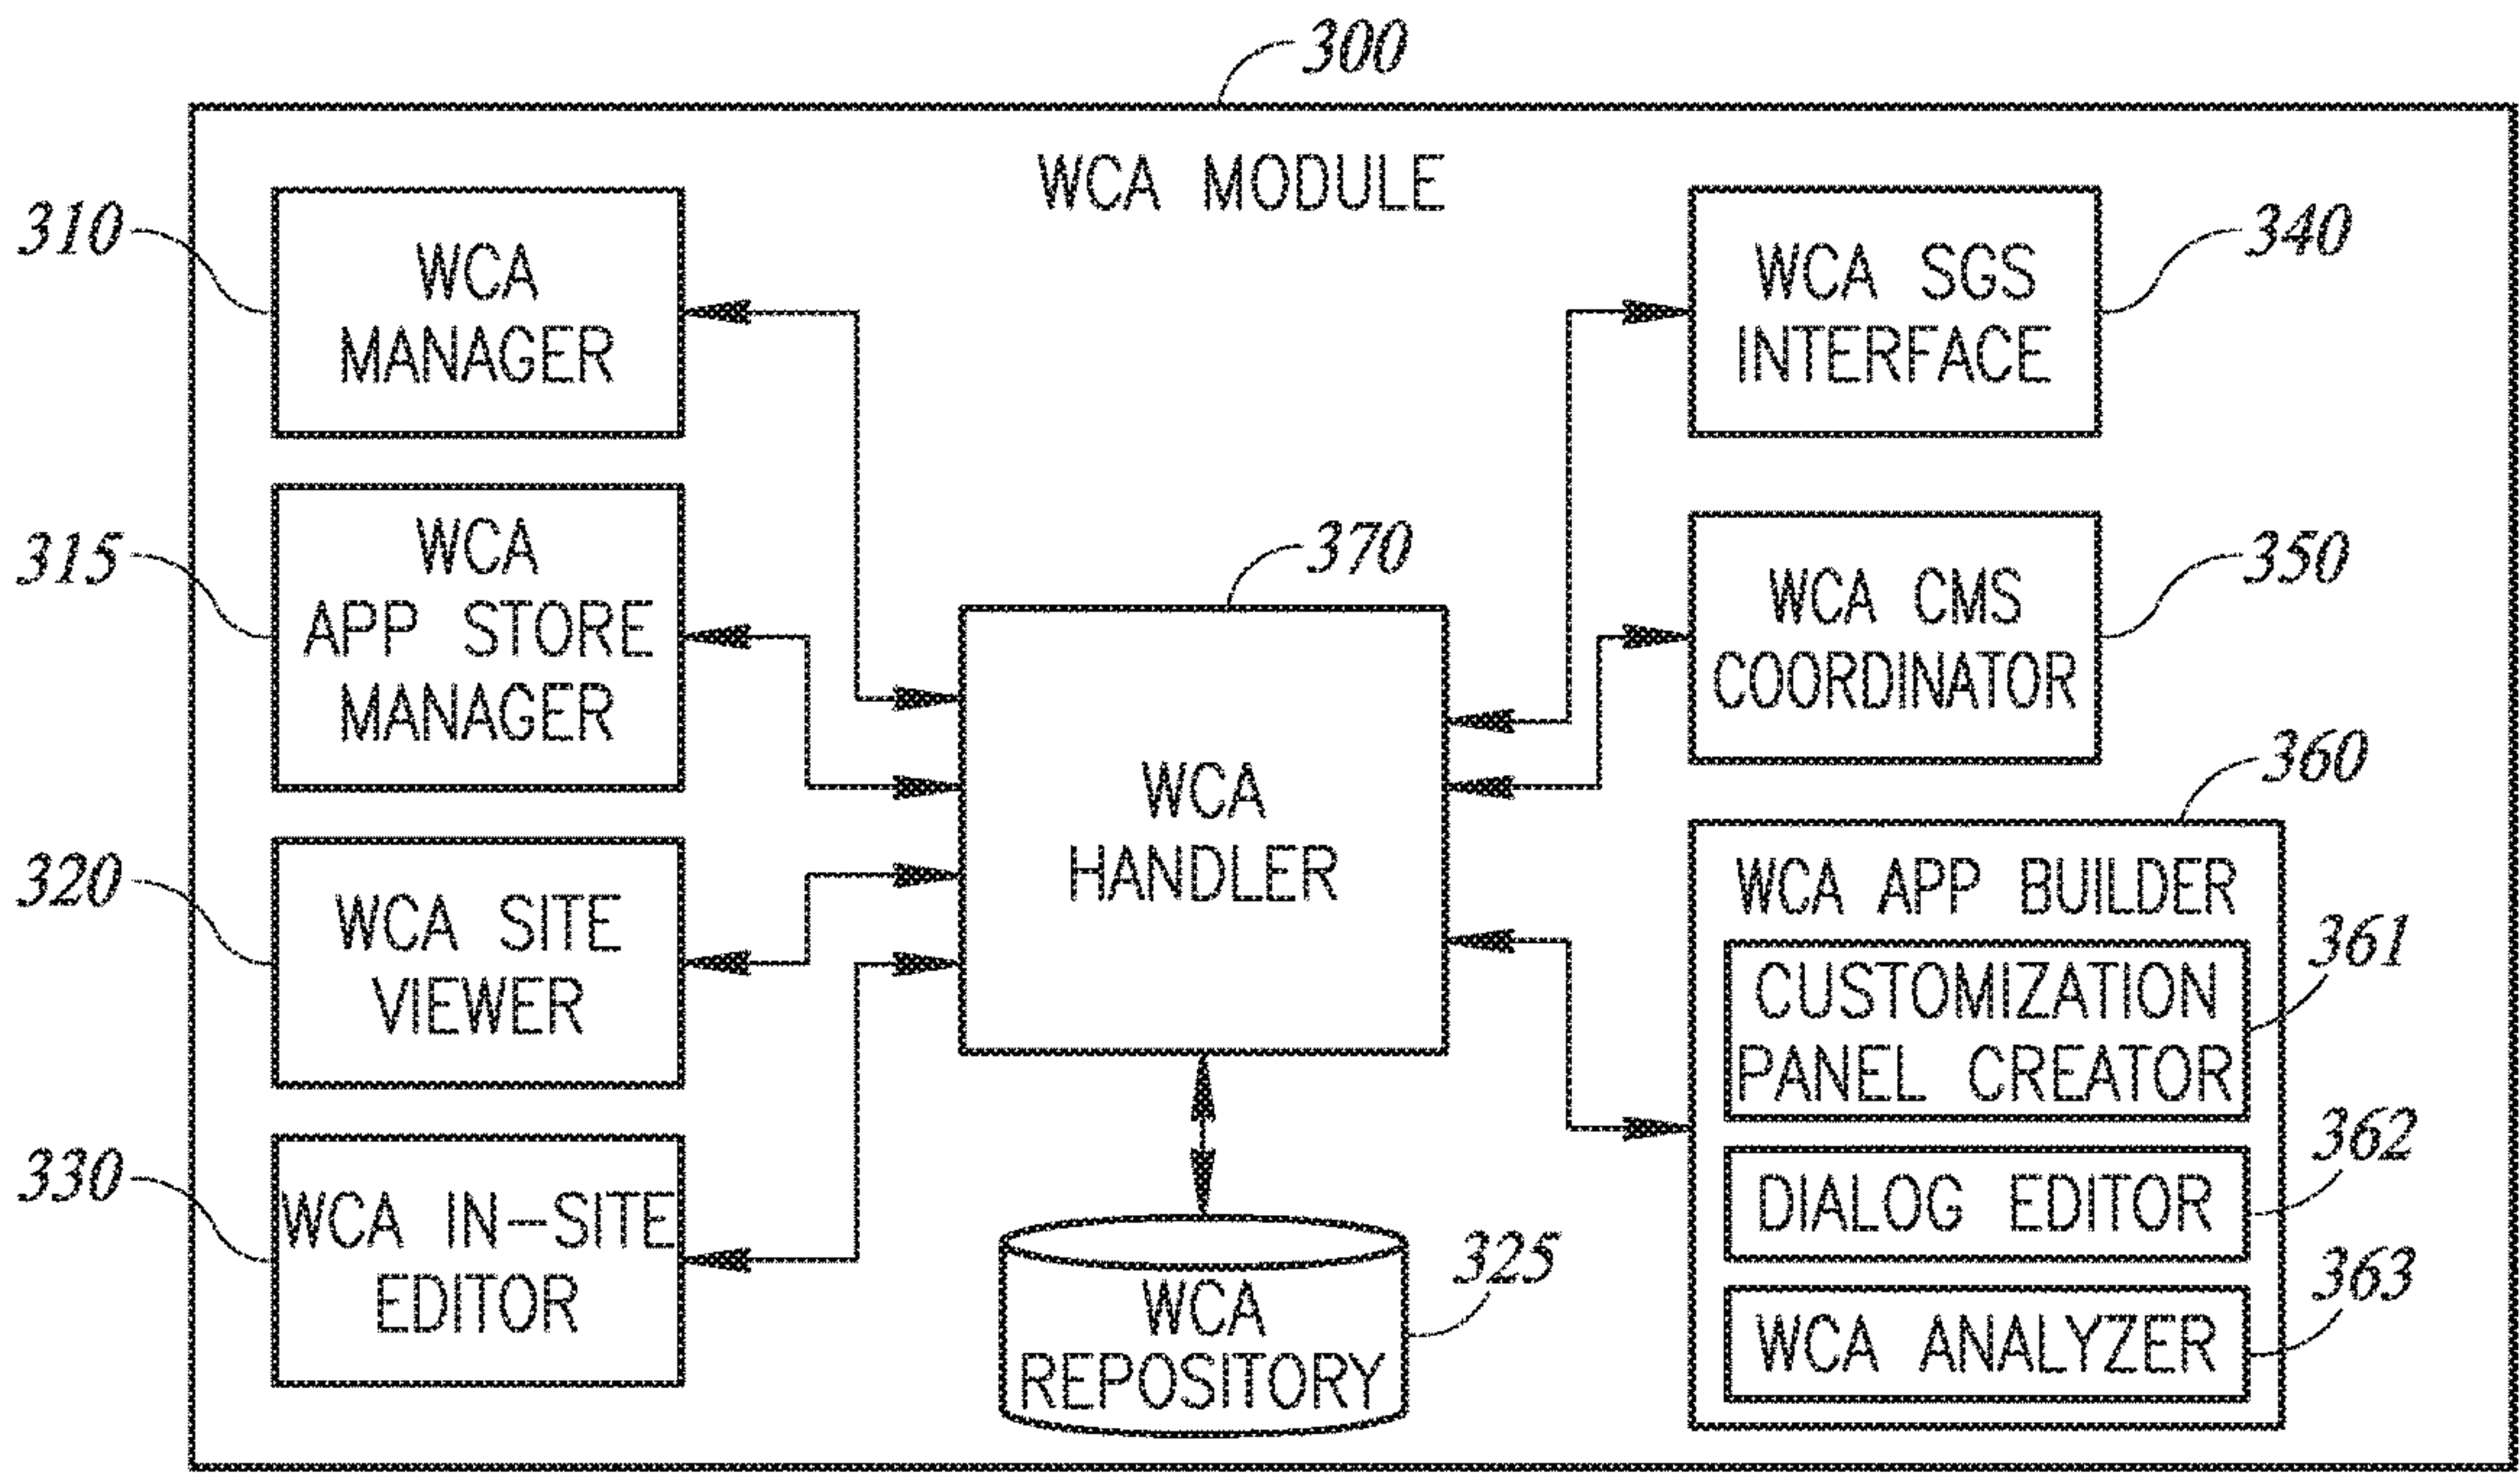 300
WCA MODULE
310
WCA
MANAGER
315
WCA
APP STORE
MANAGER
320
WCA SITE
VIEWER
330
WCA IN-SITE
EDITOR
370
WCA
HANDLER
325
WCA
REPOSITORY
340
WCA SGS
INTERFACE
350
WCA CMS
COORDINATOR
360
WCA APP BUILDER
361
CUSTOMIZATION
PANEL CREATOR
362
DIALOG EDITOR
363
WCA ANALYZER